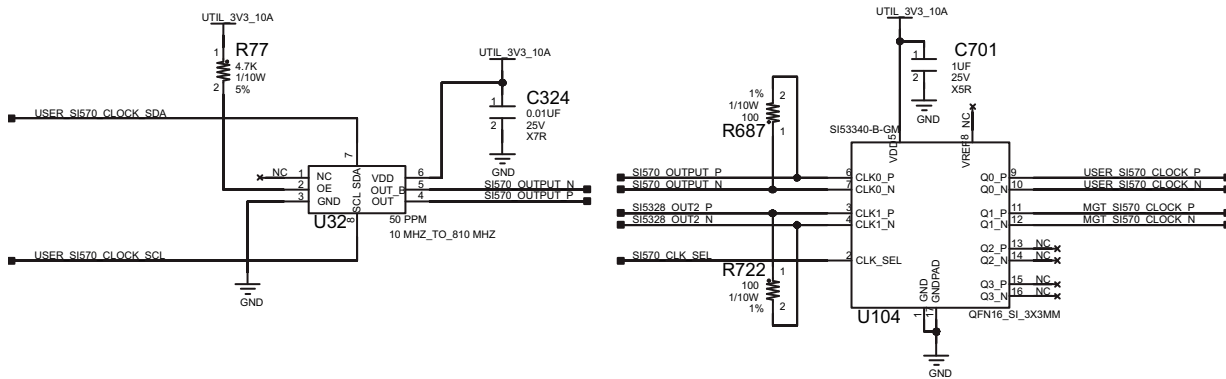 UTIL_3V3_10A
R77
1
4.7K
1/10W
5%
2
USER_SI570_CLOCK_SDA
UTIL_3V3_10A
C324
1
0.01UF
25V
X7R
2
GND
7
NC
1
NC
2
OE
3
GND
SCL
SDA
VDD
6
OUT_B
5
OUT
4
SI570_OUTPUT_N
SI570_OUTPUT_P
U32
8
50 PPM
10 MHZ_TO_810 MHZ
USER_SI570_CLOCK_SCL
GND
UTIL_3V3_10A
C701
1
1UF
25V
X5R
2
GND
1%
1/10W
100
R687
2
1
SI53340-B-GM
VDD
5
VREF
8
NC
SI570_OUTPUT_P
6
CLK0_P
SI570_OUTPUT_N
7
CLK0_N
SI5328_OUT2_P
3
CLK1_P
SI5328_OUT2_N
4
CLK1_N
SI570_CLK_SEL
2
CLK_SEL
Q0_P
9
USER_SI570_CLOCK_P
Q0_N
10
USER_SI570_CLOCK_N
Q1_P
11
MGT_SI570_CLOCK_P
Q1_N
12
MGT_SI570_CLOCK_N
Q2_P
13
NC
Q2_N
14
NC
Q3_P
15
NC
Q3_N
16
NC
R722
100
1/10W
1%
1
2
GND
GNDPAD
U104
1
17
QFN16_SI_3X3MM
GND